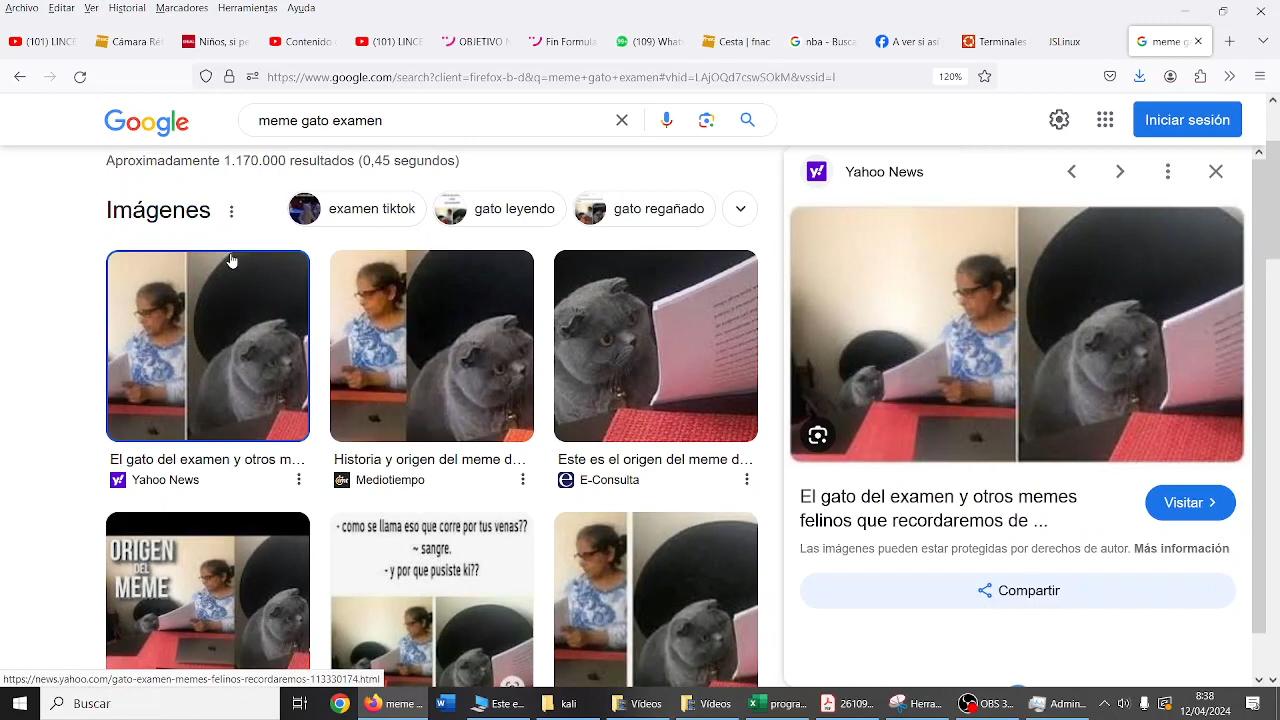 Archivo Editar Ver Historial Marcadores Herramientas Ayuda
(101) LINCE
Cámara Ré
Niños, si pe
Contenido
(101) LINCE
OBJETIVO
Fin Formula
99+ (109) What
Cesta | fnac
nba - Busca
A ver si así
Terminales
JSLinux
meme g
https://www.google.com/search?client=firefox-b-d&q=meme+gato+examen#vhid=LAjOQd7cswSOkM&vssid=l
120%
Google
meme gato examen
Iniciar sesión
Aproximadamente 1.170.000 resultados (0,45 segundos)
Imágenes
examen tiktok
gato leyendo
gato regañado
Yahoo News
El gato del examen y otros m...
Yahoo News
Historia y origen del meme d...
Mediotiempo
Este es el origen del meme d...
E-Consulta
El gato del examen y otros memes
felinos que recordaremos de ...
Visitar
Las imágenes pueden estar protegidas por derechos de autor. Más información
Compartir
ORIGEN
DEL
MEME
- como se llama eso que corre por tus venas??
~ sangre.
- y por que pusiste ki??
https://news.yahoo.com/gato-examen-memes-felinos-recordaremos-113330174.html
Buscar
meme...
Este e...
kali
Vídeos
Vídeos
progra...
26109...
Herra...
OBS 3...
Admin...
8:38
12/04/2024